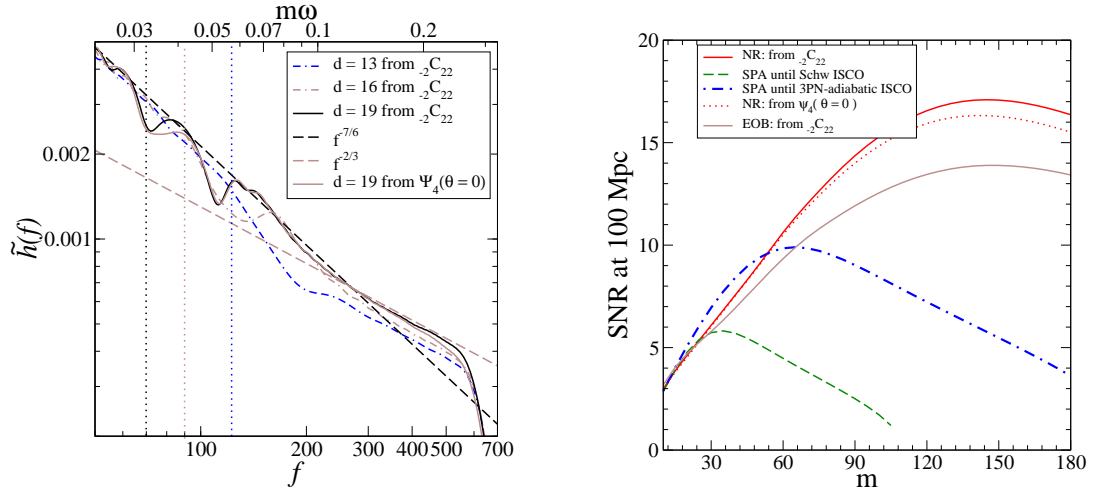 mω
0.03 0.05 0.07 0.1 0.2
d = 13 from ₋₂C₂₂
d = 16 from ₋₂C₂₂
d = 19 from ₋₂C₂₂
f^-7/6
f^-2/3
d = 19 from Ψ₄(θ = 0)
0.002
0.001
h̃(f)
100 200 300 400 500 700
f
NR: from ₋₂C₂₂
SPA until Schw ISCO
SPA until 3PN-adiabatic ISCO
NR: from ψ₄(θ = 0)
EOB: from ₋₂C₂₂
20
15
10
5
0
SNR at 100 Mpc
30 60 90 120 150 180
m